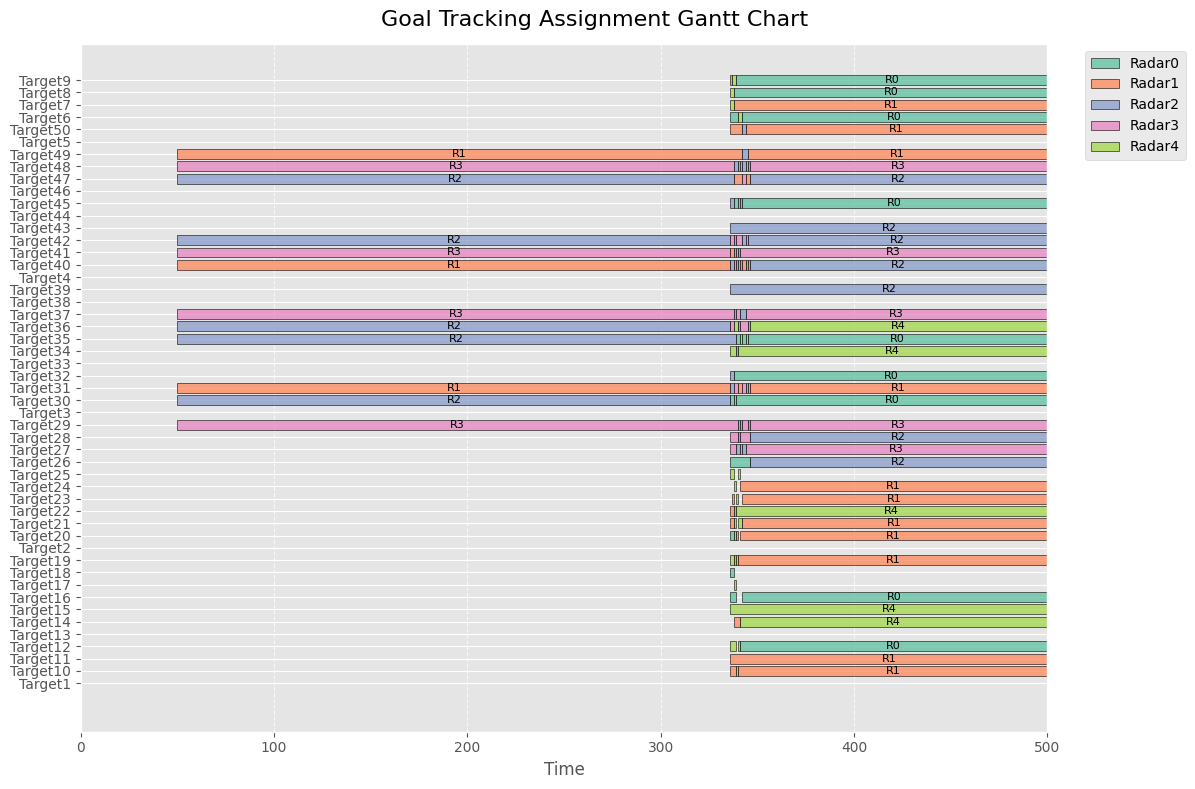 Goal Tracking Assignment Gantt Chart
Radar0
Radar1
Radar2
Radar3
Radar4
Target9 R0
Target8 R0
Target7 R1
Target6 R0
Target50 R1
Target5
Target49 R1 R1
Target48 R3 R3
Target47 R2 R2
Target46
Target45 R0
Target44
Target43 R2
Target42 R2 R2
Target41 R3 R3
Target40 R1 R2
Target4
Target39 R2
Target38
Target37 R3 R3
Target36 R2 R4
Target35 R2 R0
Target34 R4
Target33
Target32 R0
Target31 R1 R1
Target30 R2 R0
Target3
Target29 R3 R3
Target28 R2
Target27 R3
Target26 R2
Target25
Target24 R1
Target23 R1
Target22 R4
Target21 R1
Target20 R1
Target2
Target19 R1
Target18
Target17
Target16 R0
Target15 R4
Target14 R4
Target13
Target12 R0
Target11 R1
Target10 R1
Target1
0 100 200 300 400 500
Time